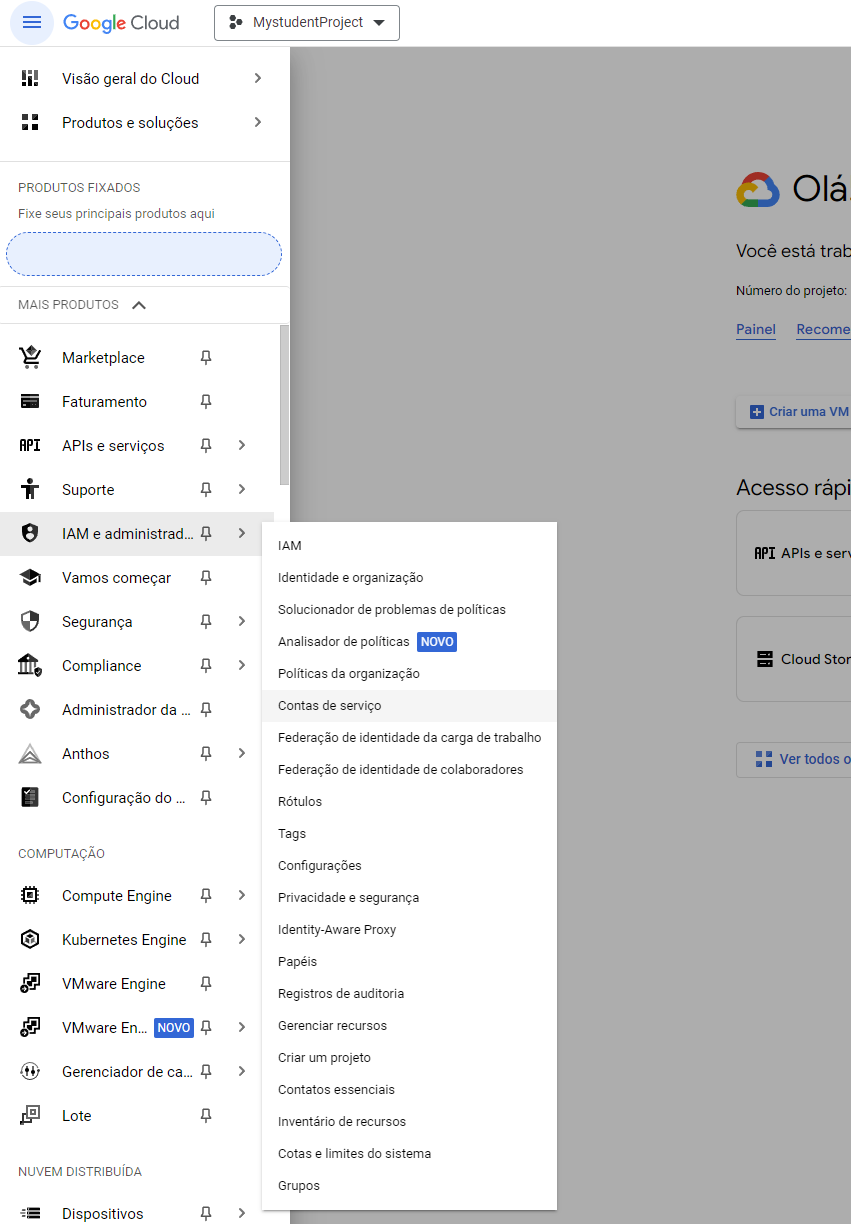 Google Cloud
MystudentProject
Visão geral do Cloud
Produtos e soluções
PRODUTOS FIXADOS
Fixe seus principais produtos aqui
MAIS PRODUTOS
Marketplace
Faturamento
API APIs e serviços
Suporte
IAM e administrad...
Vamos começar
Segurança
Compliance
Administrador da ...
Anthos
Configuração do ...
COMPUTAÇÃO
Compute Engine
Kubernetes Engine
VMware Engine
VMware En... NOVO
Gerenciador de ca...
Lote
NUVEM DISTRIBUÍDA
Dispositivos
IAM
Identidade e organização
Solucionador de problemas de políticas
Analisador de políticas NOVO
Políticas da organização
Contas de serviço
Federação de identidade da carga de trabalho
Federação de identidade de colaboradores
Rótulos
Tags
Configurações
Privacidade e segurança
Identity-Aware Proxy
Papéis
Registros de auditoria
Gerenciar recursos
Criar um projeto
Contatos essenciais
Inventário de recursos
Cotas e limites do sistema
Grupos
Olá
Você está trab
Número do projeto:
Painel Recome
Criar uma VM
Acesso rápi
API APIs e serv
Cloud Stor
Ver todos o